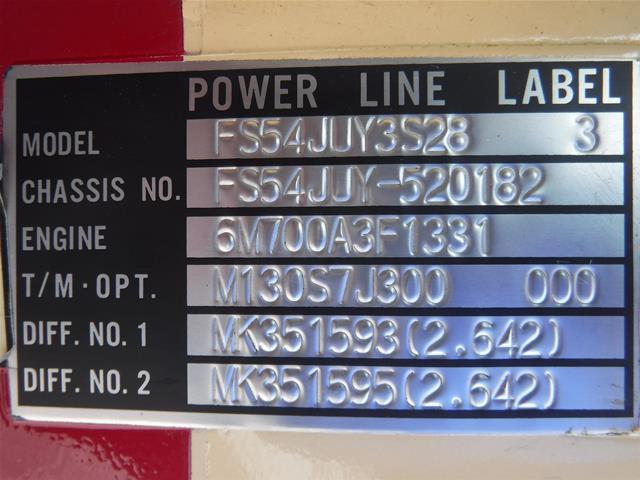 POWER LINE LABEL
MODEL FS54JUY3S28 3
CHASSIS NO. FS54JUY-520182
ENGINE 6M700A3F1331
T/M·OPT. M130S7J300 000
DIFF. NO. 1 MK351593(2.642)
DIFF. NO. 2 MK351595(2.642)